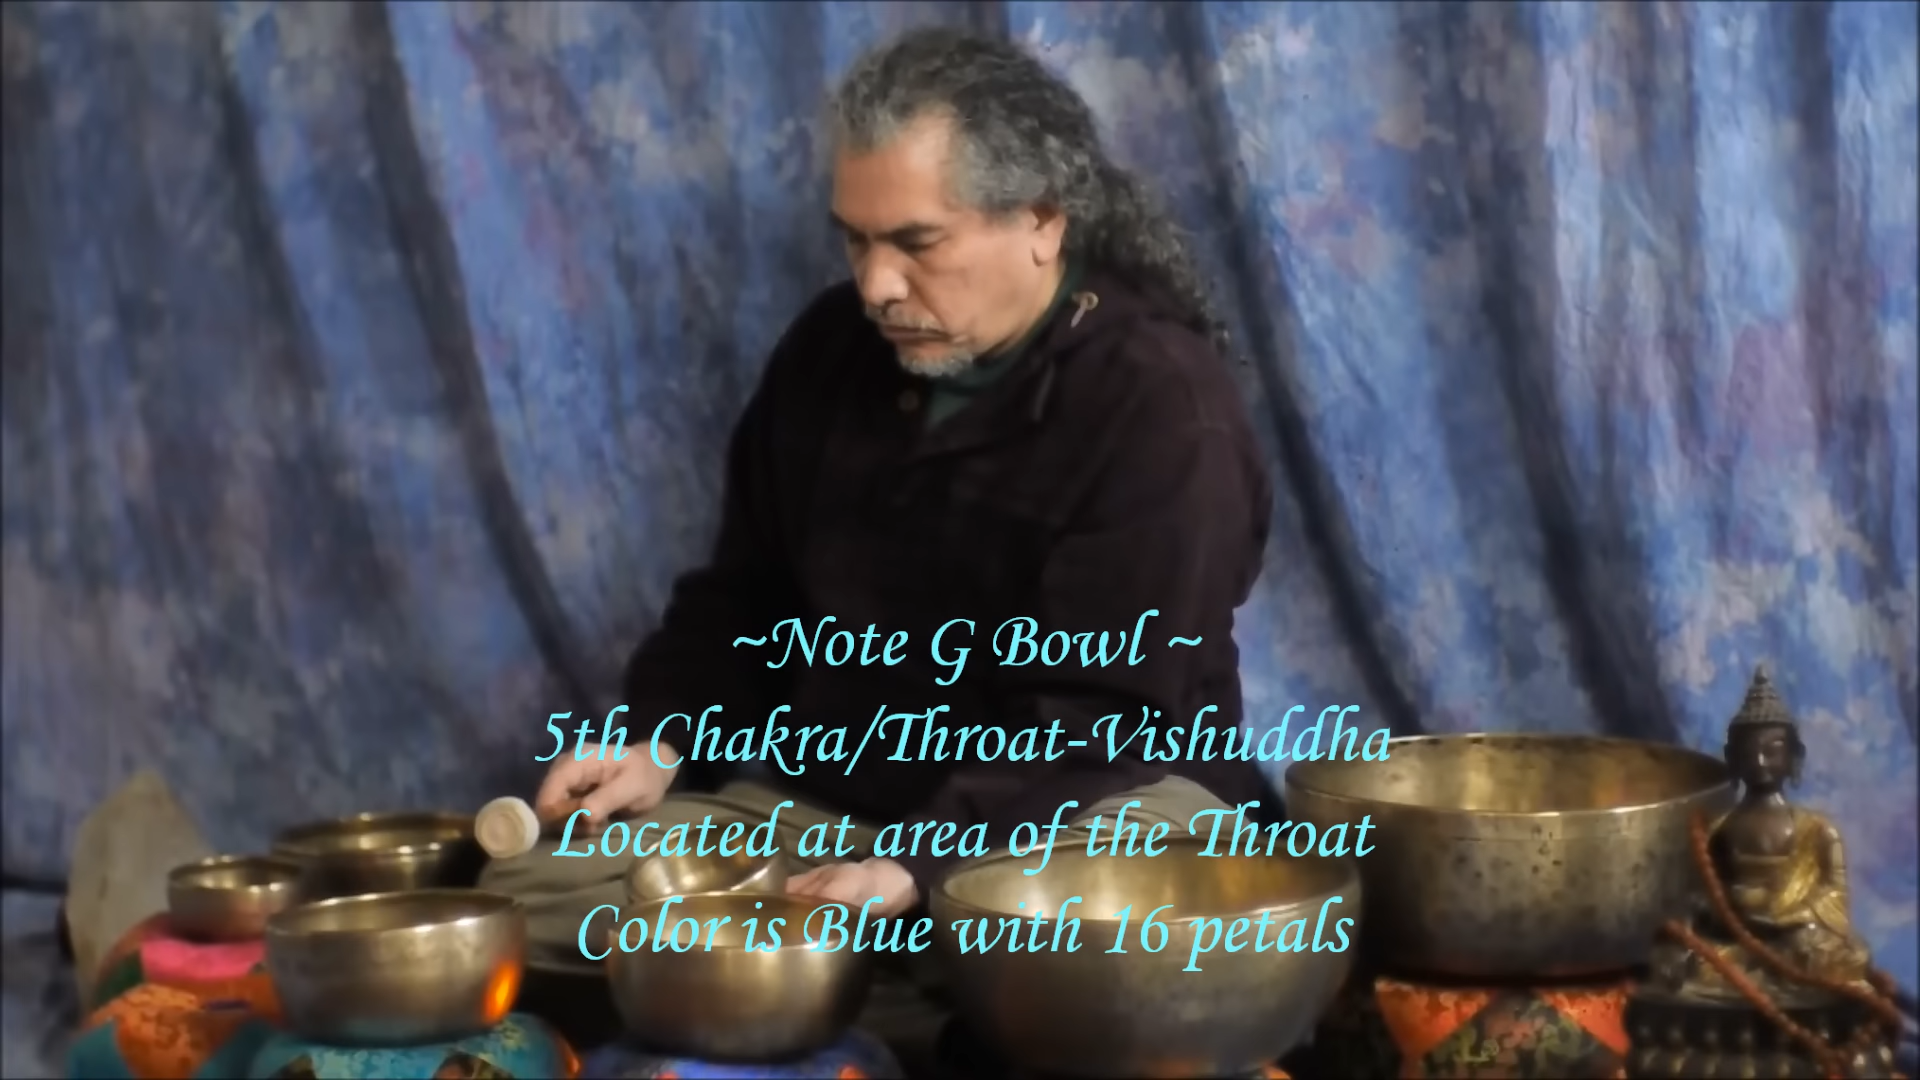 ~Note G Bowl ~
5th Chakra/Throat-Vishuddha
Located at area of the Throat
Color is Blue with 16 petals